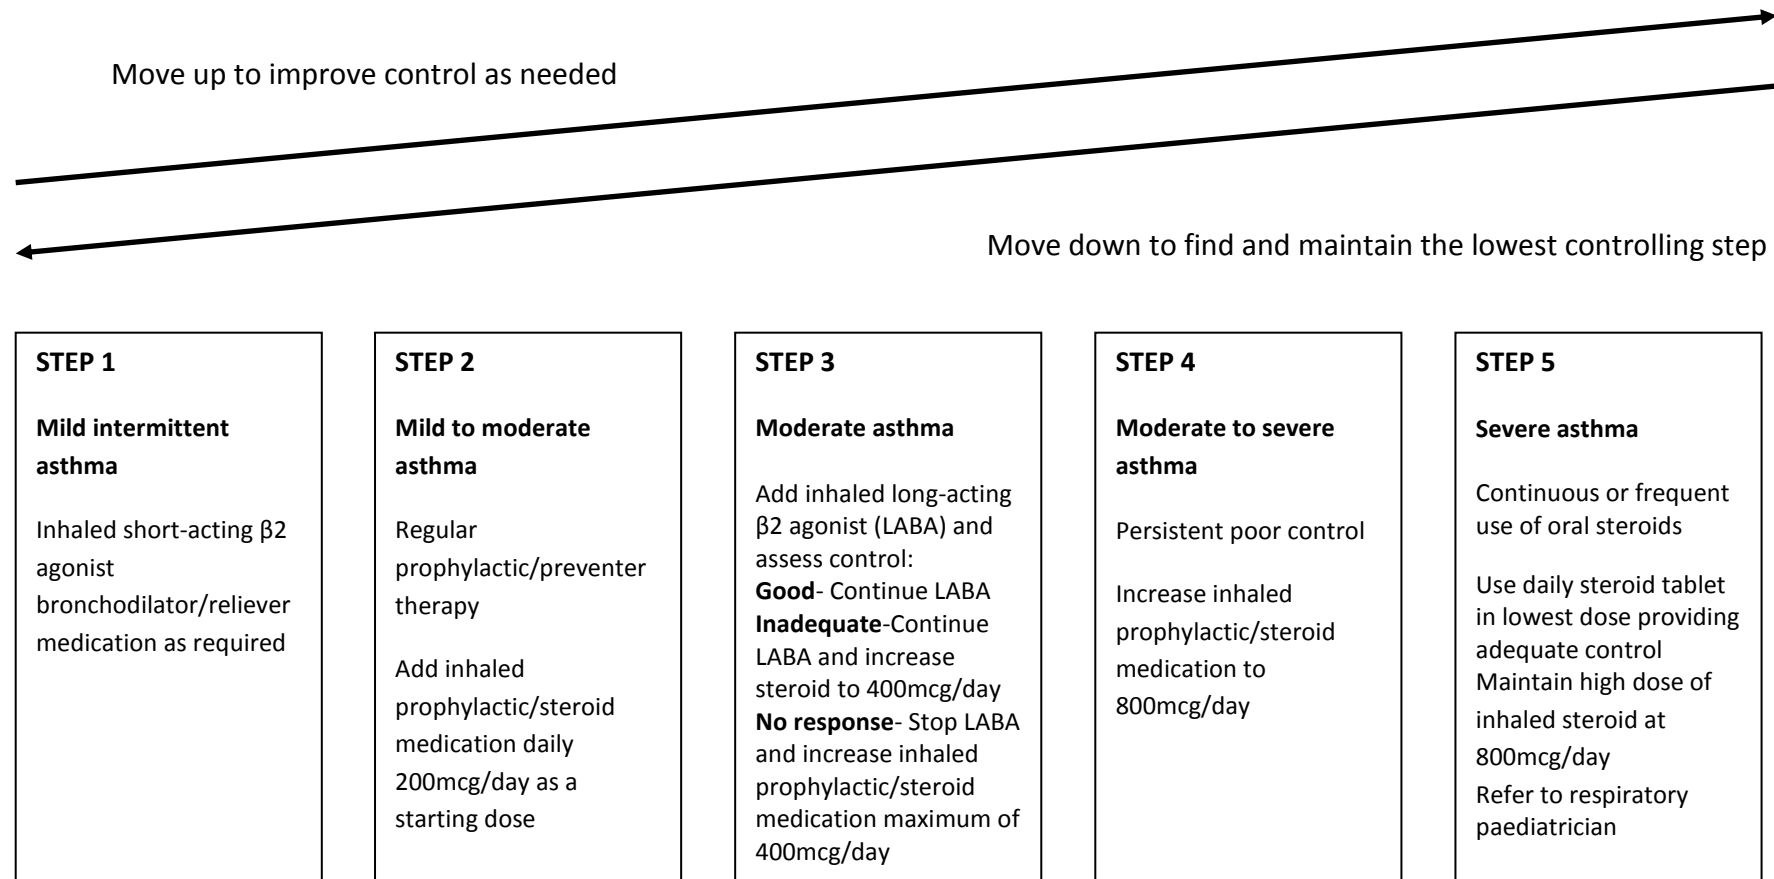 Move up to improve control as needed
Move down to find and maintain the lowest controlling step
STEP 1
Mild intermittent
asthma
Inhaled short-acting β2
agonist
bronchodilator/reliever
medication as required
STEP 2
Mild to moderate
asthma
Regular
prophylactic/preventer
therapy
Add inhaled
prophylactic/steroid
medication daily
200mcg/day as a
starting dose
STEP 3
Moderate asthma
Add inhaled long-acting
β2 agonist (LABA) and
assess control:
Good- Continue LABA
Inadequate-Continue
LABA and increase
steroid to 400mcg/day
No response- Stop LABA
and increase inhaled
prophylactic/steroid
medication maximum of
400mcg/day
STEP 4
Moderate to severe
asthma
Persistent poor control
Increase inhaled
prophylactic/steroid
medication to
800mcg/day
STEP 5
Severe asthma
Continuous or frequent
use of oral steroids
Use daily steroid tablet
in lowest dose providing
adequate control
Maintain high dose of
inhaled steroid at
800mcg/day
Refer to respiratory
paediatrician